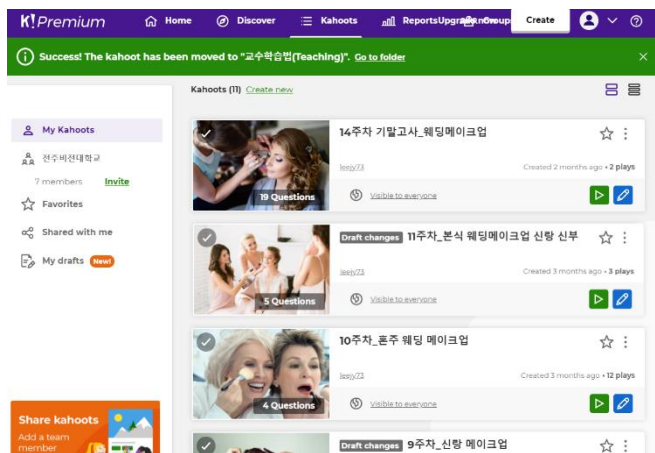 K! Premium
Home
Discover
Kahoots
Reports
Create
Success! The kahoot has been moved to "교수학습법(Teaching)". Go to folder
Kahoots (11) Create new
My Kahoots
전주비전대학교
7 members Invite
Favorites
Shared with me
My drafts New!
Share kahoots
Add a team
member
14주차 기말고사_웨딩메이크업
leejy73
Created 2 months ago • 2 plays
19 Questions
Visible to everyone
Draft changes 11주차_본식 웨딩메이크업 신랑 신부
leejy73
Created 3 months ago • 3 plays
5 Questions
Visible to everyone
10주차_혼주 웨딩 메이크업
leejy73
Created 3 months ago • 12 plays
4 Questions
Visible to everyone
Draft changes 9주차_신랑 메이크업